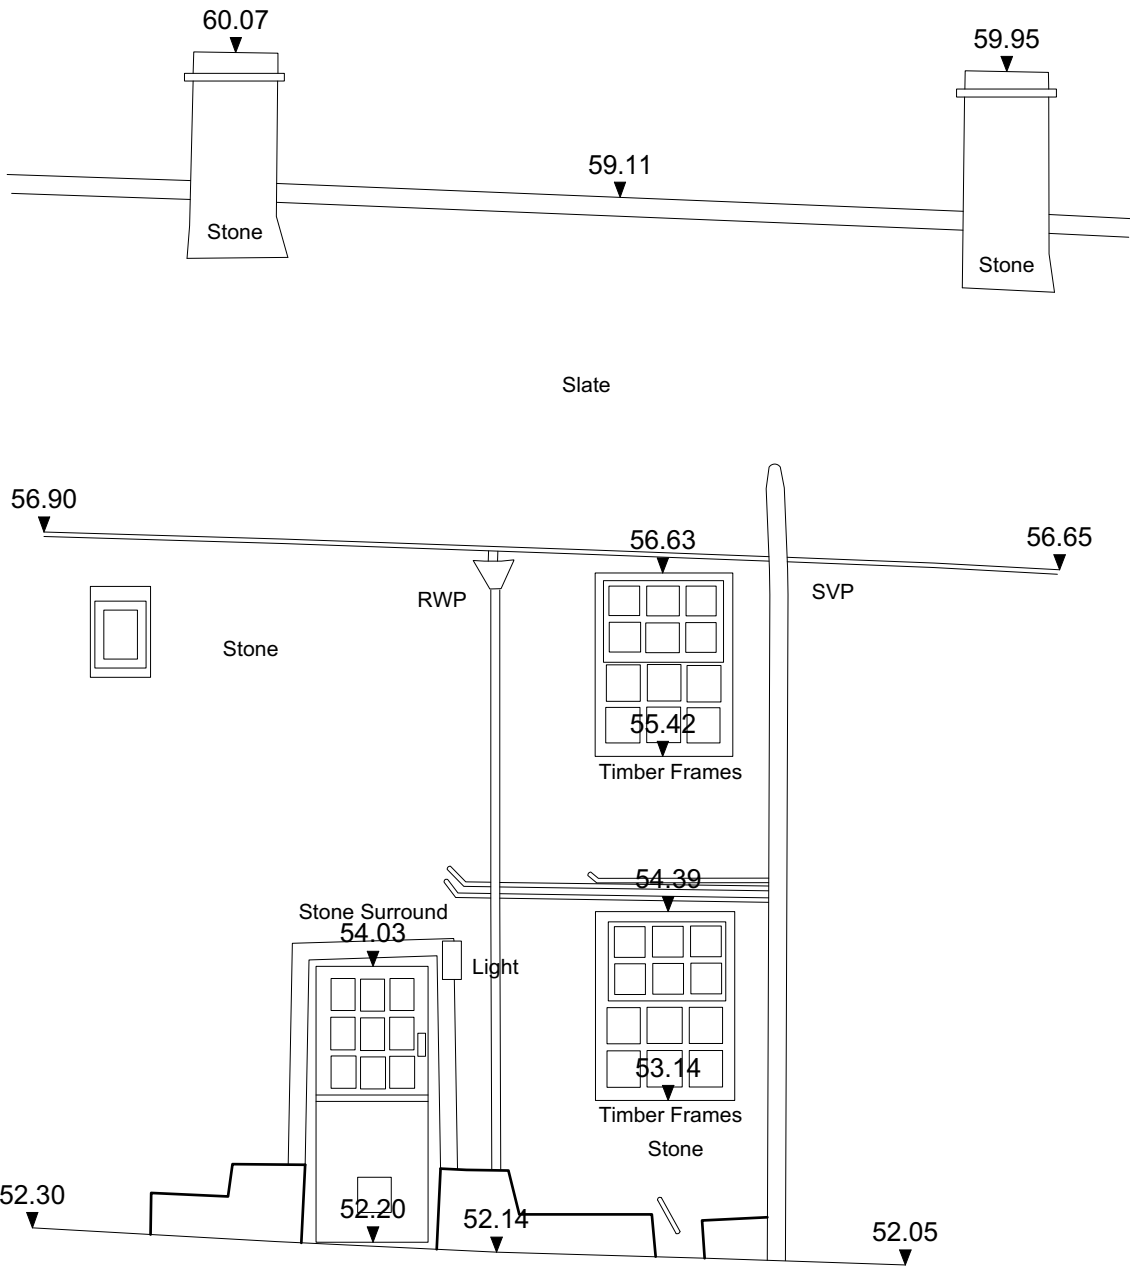 60.07
59.95
59.11
Stone
Stone
Slate
56.90
56.63
56.65
RWP
SVP
Stone
55.42
Timber Frames
54.39
Stone Surround
54.03
Light
53.14
Timber Frames
Stone
52.30
52.20
52.14
52.05